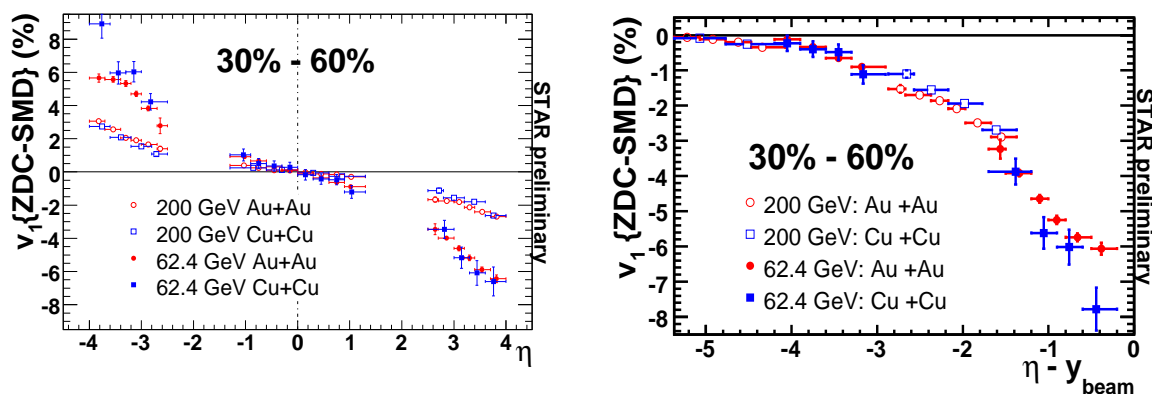 v1{ZDC-SMD} (%)
8
6
4
2
0
-2
-4
-6
-8
30% - 60%
200 GeV Au+Au
200 GeV Cu+Cu
62.4 GeV Au+Au
62.4 GeV Cu+Cu
-4 -3 -2 -1 0 1 2 3 4 η
STAR preliminary
v1{ZDC-SMD} (%)
0
-1
-2
-3
-4
-5
-6
-7
-8
30% - 60%
200 GeV: Au +Au
200 GeV: Cu +Cu
62.4 GeV: Au +Au
62.4 GeV: Cu +Cu
-5 -4 -3 -2 -1 0
η - ybeam
STAR preliminary